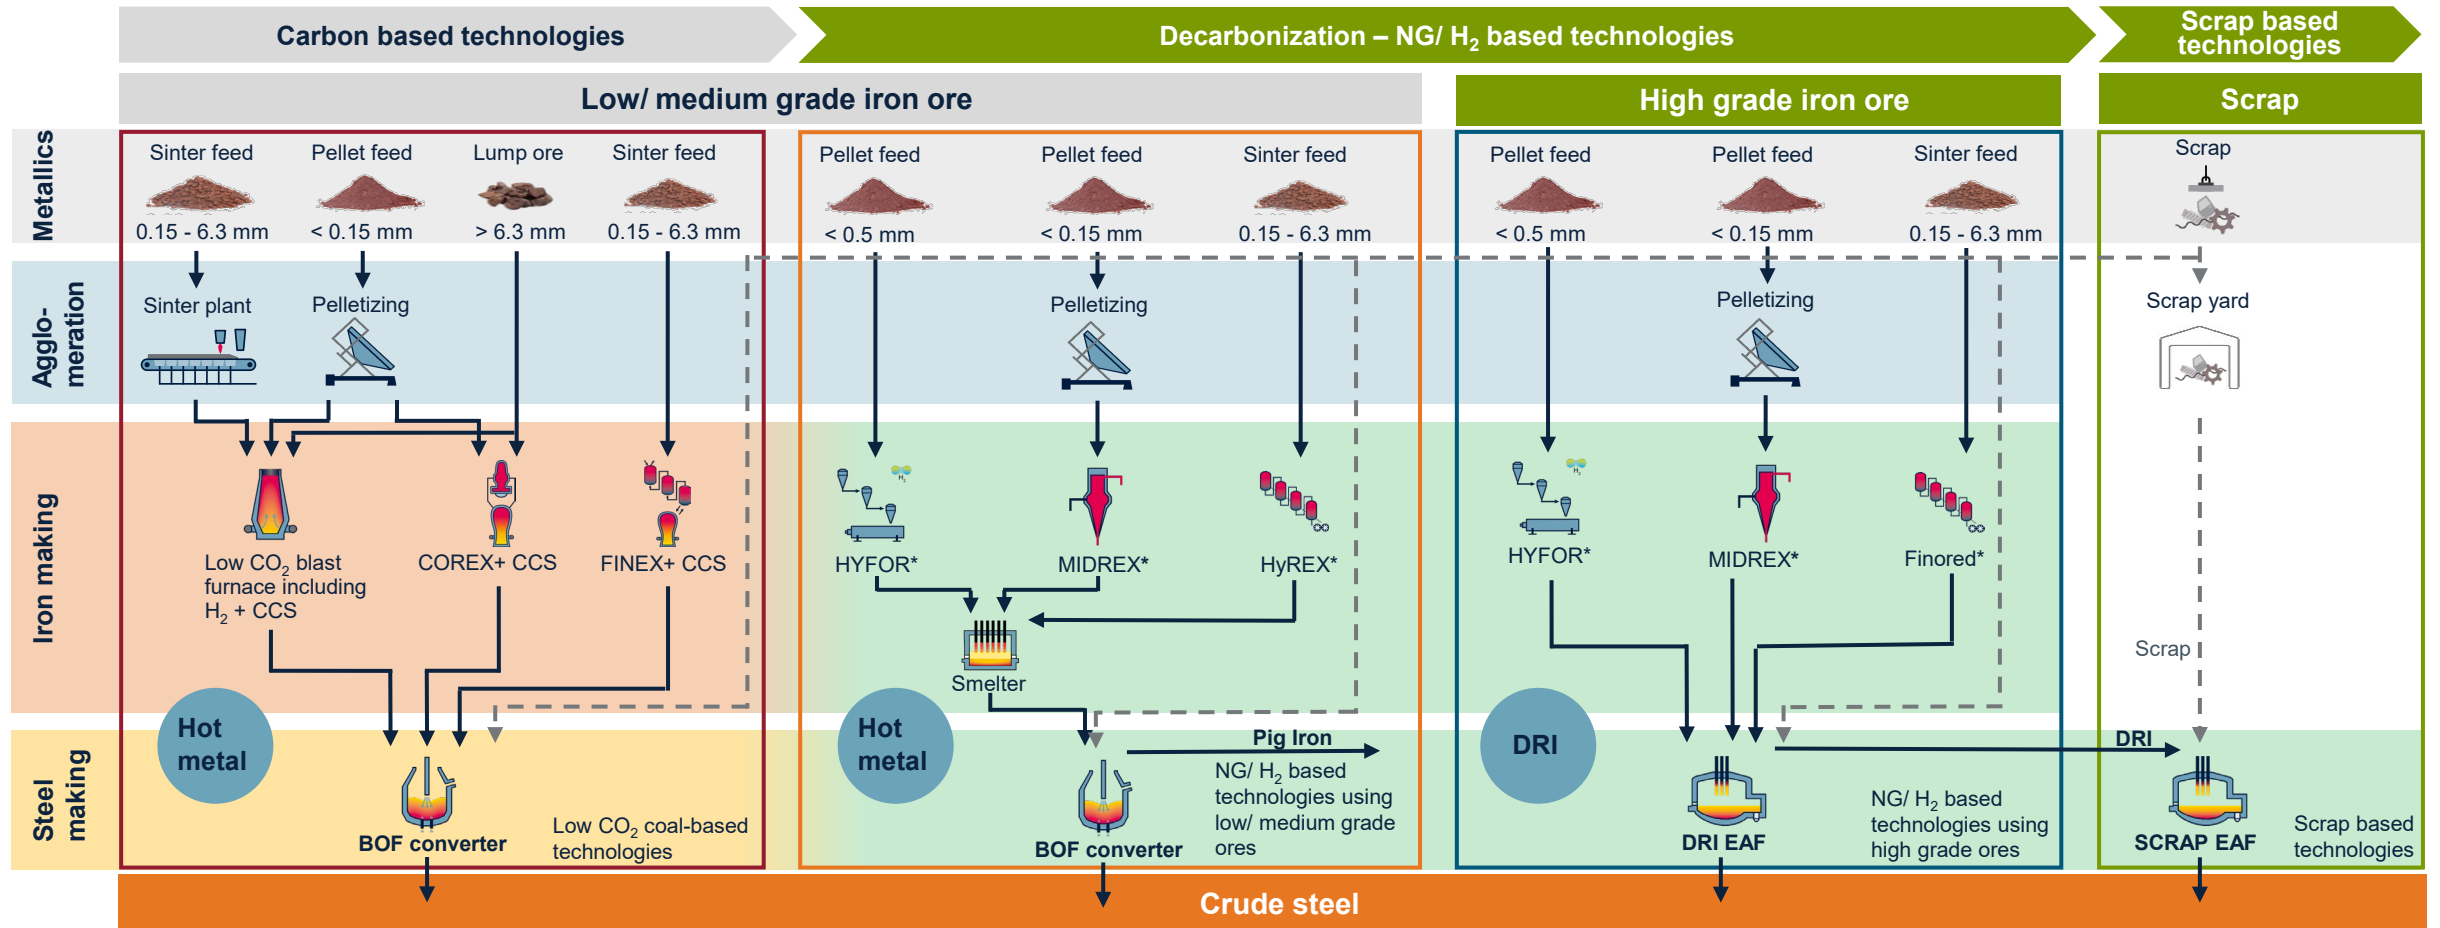 Carbon based technologies
Decarbonization – NG/ H₂ based technologies
Scrap based
technologies
Low/ medium grade iron ore
High grade iron ore
Scrap
Metallics
Sinter feed
Pellet feed
Lump ore
Sinter feed
Pellet feed
Pellet feed
Sinter feed
Pellet feed
Pellet feed
Sinter feed
Scrap
0.15 - 6.3 mm
< 0.15 mm
> 6.3 mm
0.15 - 6.3 mm
< 0.5 mm
< 0.15 mm
0.15 - 6.3 mm
< 0.5 mm
< 0.15 mm
0.15 - 6.3 mm
Agglo-
meration
Sinter plant
Pelletizing
Pelletizing
Pelletizing
Scrap yard
Iron making
H₂
H₂
Low CO₂ blast
furnace including
H₂ + CCS
COREX+ CCS
FINEX+ CCS
HYFOR*
MIDREX*
HyREX*
HYFOR*
MIDREX*
Finored*
Smelter
Scrap
Steel
making
Hot
metal
Hot
metal
DRI
Pig Iron
DRI
BOF converter
Low CO₂ coal-based
technologies
BOF converter
NG/ H₂ based
technologies using
low/ medium grade
ores
DRI EAF
NG/ H₂ based
technologies using
high grade ores
SCRAP EAF
Scrap based
technologies
Crude steel